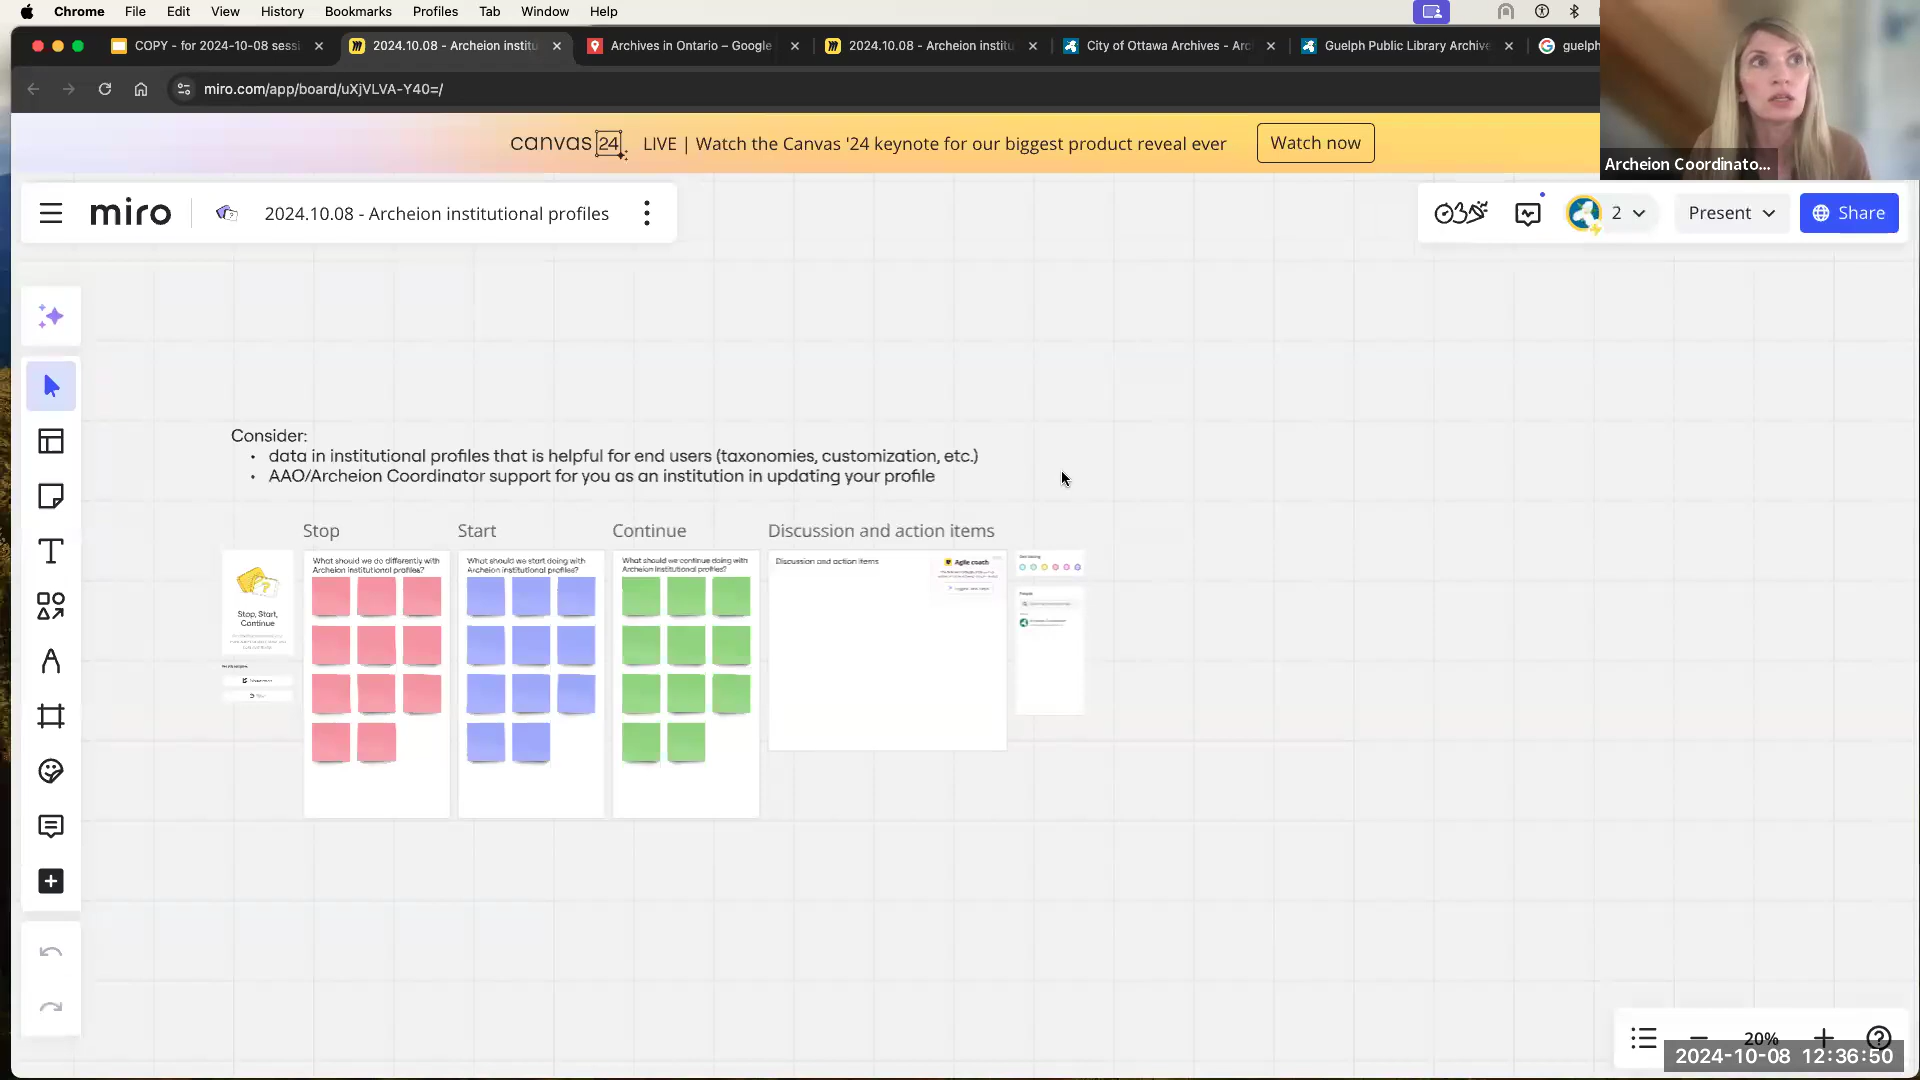 Chrome File Edit View History Bookmarks Profiles Tab Window Help
COPY - for 2024-10-08 sessi
2024.10.08 - Archeion institu
Archives in Ontario – Google
2024.10.08 - Archeion institu
City of Ottawa Archives - Arc
Guelph Public Library Archive
guelph
miro.com/app/board/uXjVLVA-Y40=/
canvas 24 LIVE | Watch the Canvas '24 keynote for our biggest product reveal ever Watch now
Archeion Coordinato...
miro 2024.10.08 - Archeion institutional profiles
2 Present Share
Consider:
• data in institutional profiles that is helpful for end users (taxonomies, customization, etc.)
• AAO/Archeion Coordinator support for you as an institution in updating your profile
Stop Start Continue Discussion and action items
Stop, Start,
Continue
What should we do differently with
Archeion institutional profiles?
What should we start doing with
Archeion institutional profiles?
What should we continue doing with
Archeion institutional profiles?
Discussion and action items
Agile coach
People
20%
2024-10-08 12:36:50